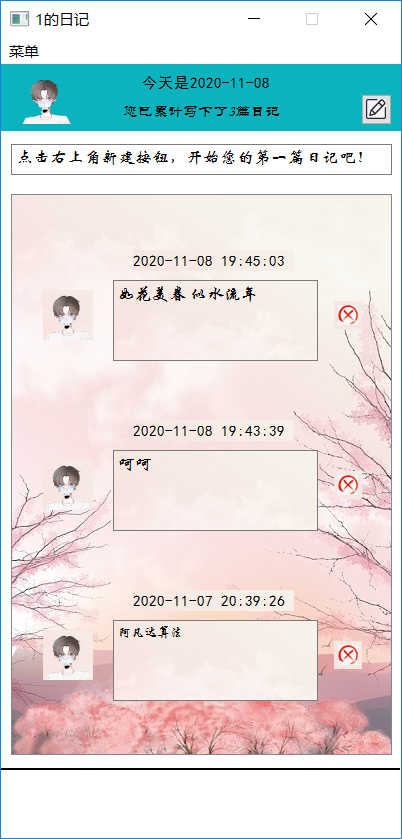 1的日记
菜单
今天是2020-11-08
您已累计写下了3篇日记
点击右上角新建按钮，开始您的第一篇日记吧！
2020-11-08 19:45:03
如花美眷 似水流年
2020-11-08 19:43:39
呵呵
2020-11-07 20:39:26
阿凡达算法